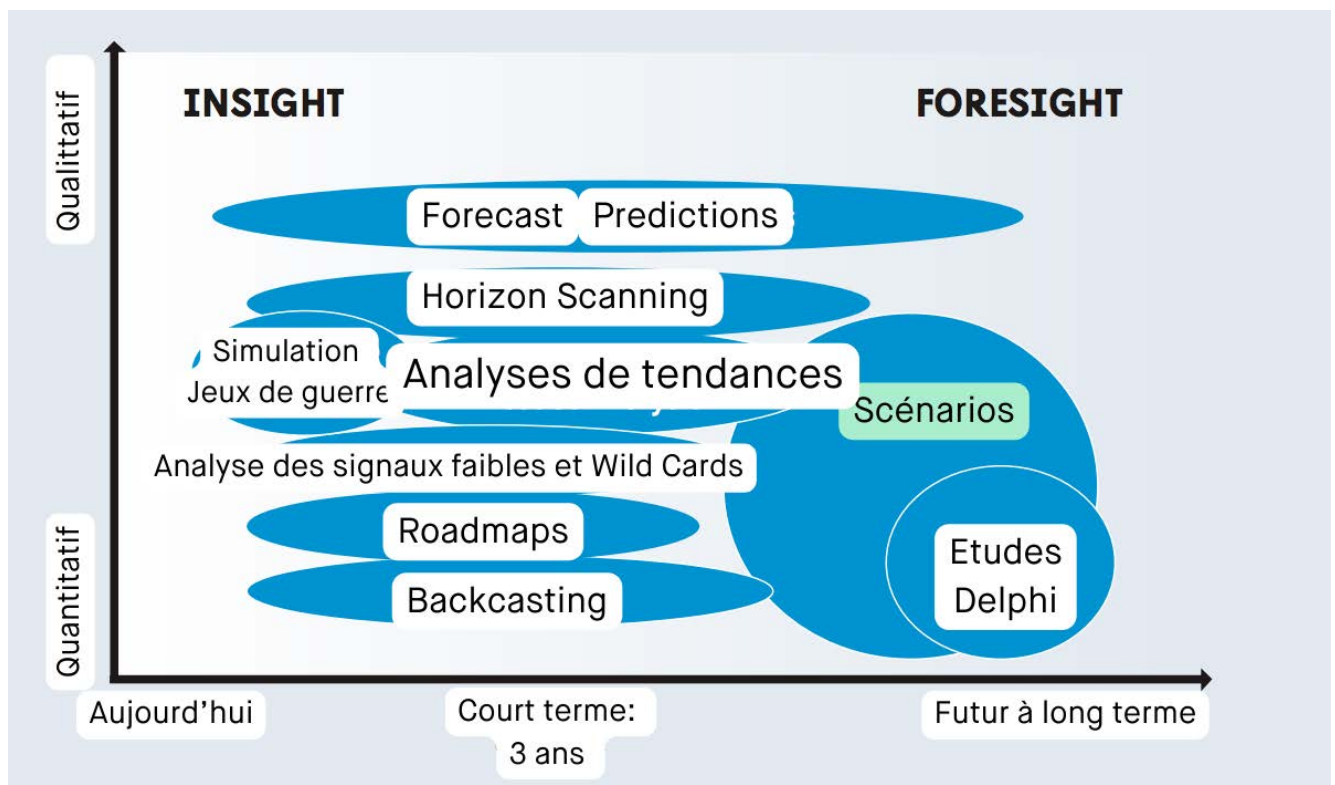 Qualittatif
INSIGHT
FORESIGHT
Forecast Predictions
Horizon Scanning
Simulation
Jeux de guerre
Analyses de tendances
Scénarios
Analyse des signaux faibles et Wild Cards
Roadmaps
Etudes
Delphi
Backcasting
Quantitatif
Aujourd'hui
Court terme:
3 ans
Futur à long terme